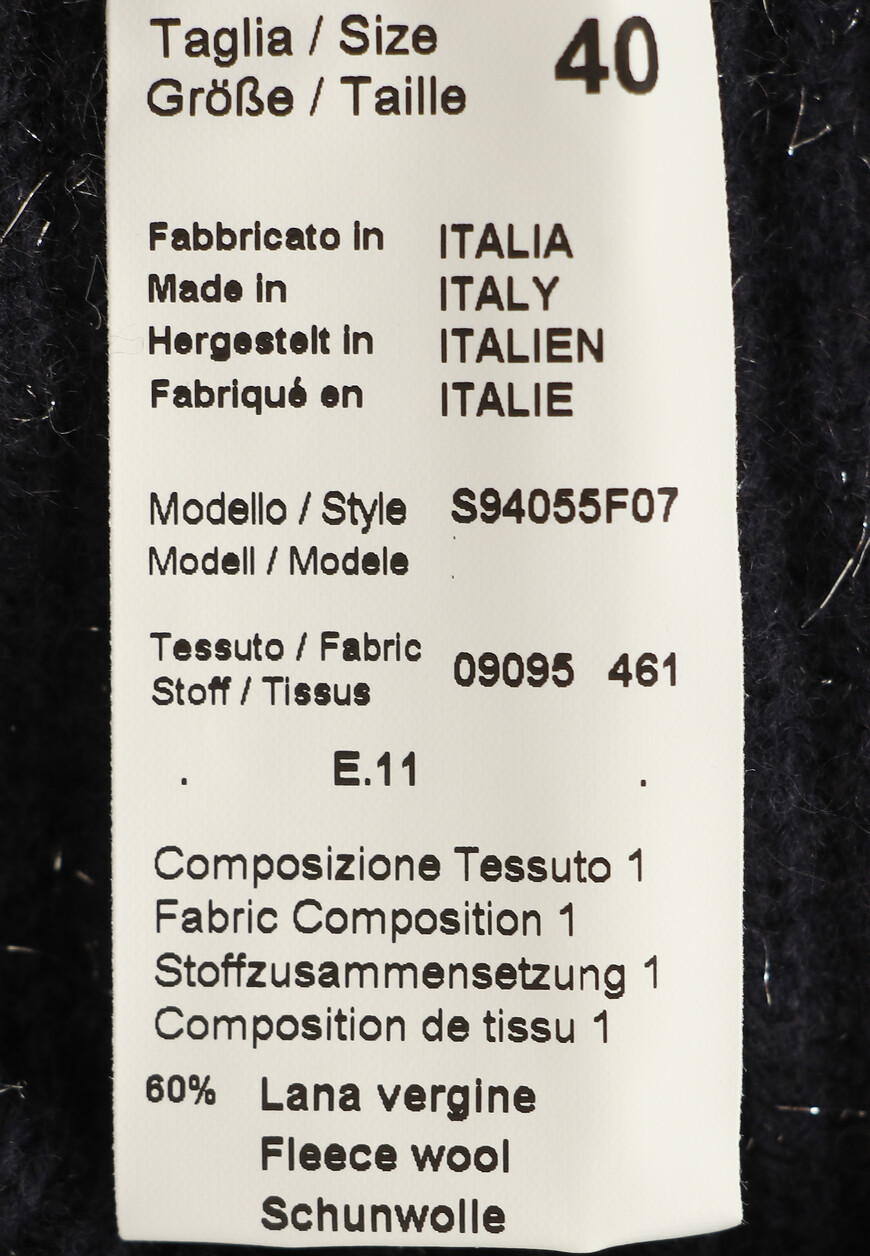 Taglia / Size 40
Größe / Taille
Fabbricato in ITALIA
Made in ITALY
Hergestelt in ITALIEN
Fabriqué en ITALIE
Modello / Style S94055F07
Modell / Modele
Tessuto / Fabric 09095 461
Stoff / Tissus
. E.11 .
Composizione Tessuto 1
Fabric Composition 1
Stoffzusammensetzung 1
Composition de tissu 1
60% Lana vergine
Fleece wool
Schunwolle